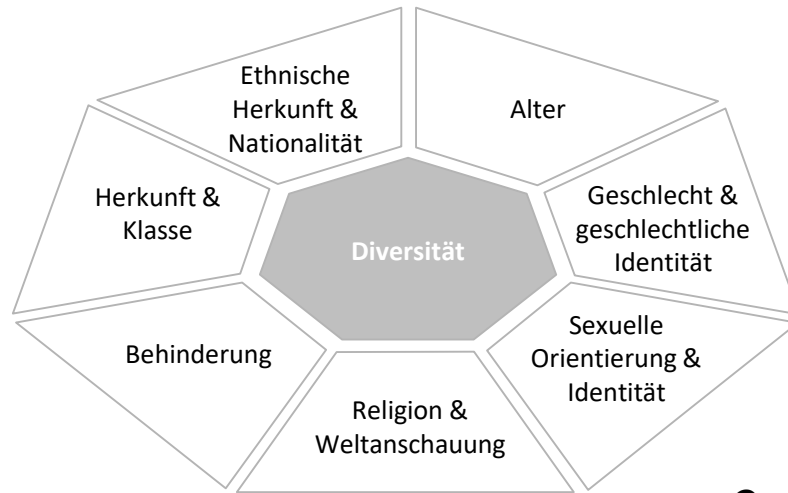 Ethnische
Herkunft &
Nationalität
Alter
Herkunft &
Klasse
Diversität
Geschlecht &
geschlechtliche
Identität
Behinderung
Sexuelle
Orientierung &
Identität
Religion &
Weltanschauung